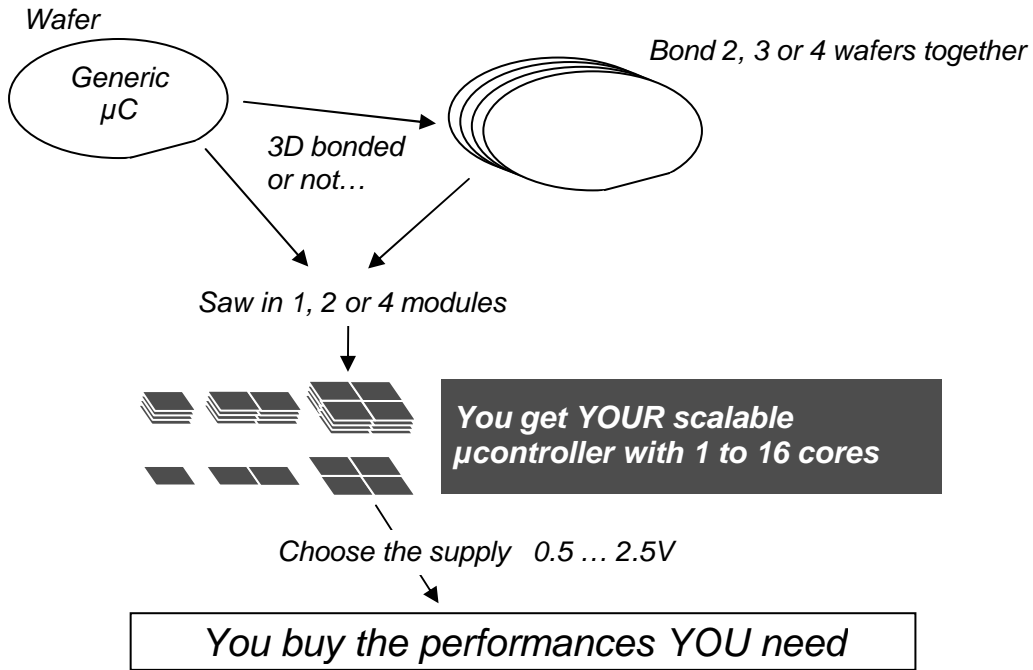 Wafer
Bond 2, 3 or 4 wafers together
Generic
µC
3D bonded
or not…
Saw in 1, 2 or 4 modules
You get YOUR scalable
µcontroller with 1 to 16 cores
Choose the supply 0.5 … 2.5V
You buy the performances YOU need